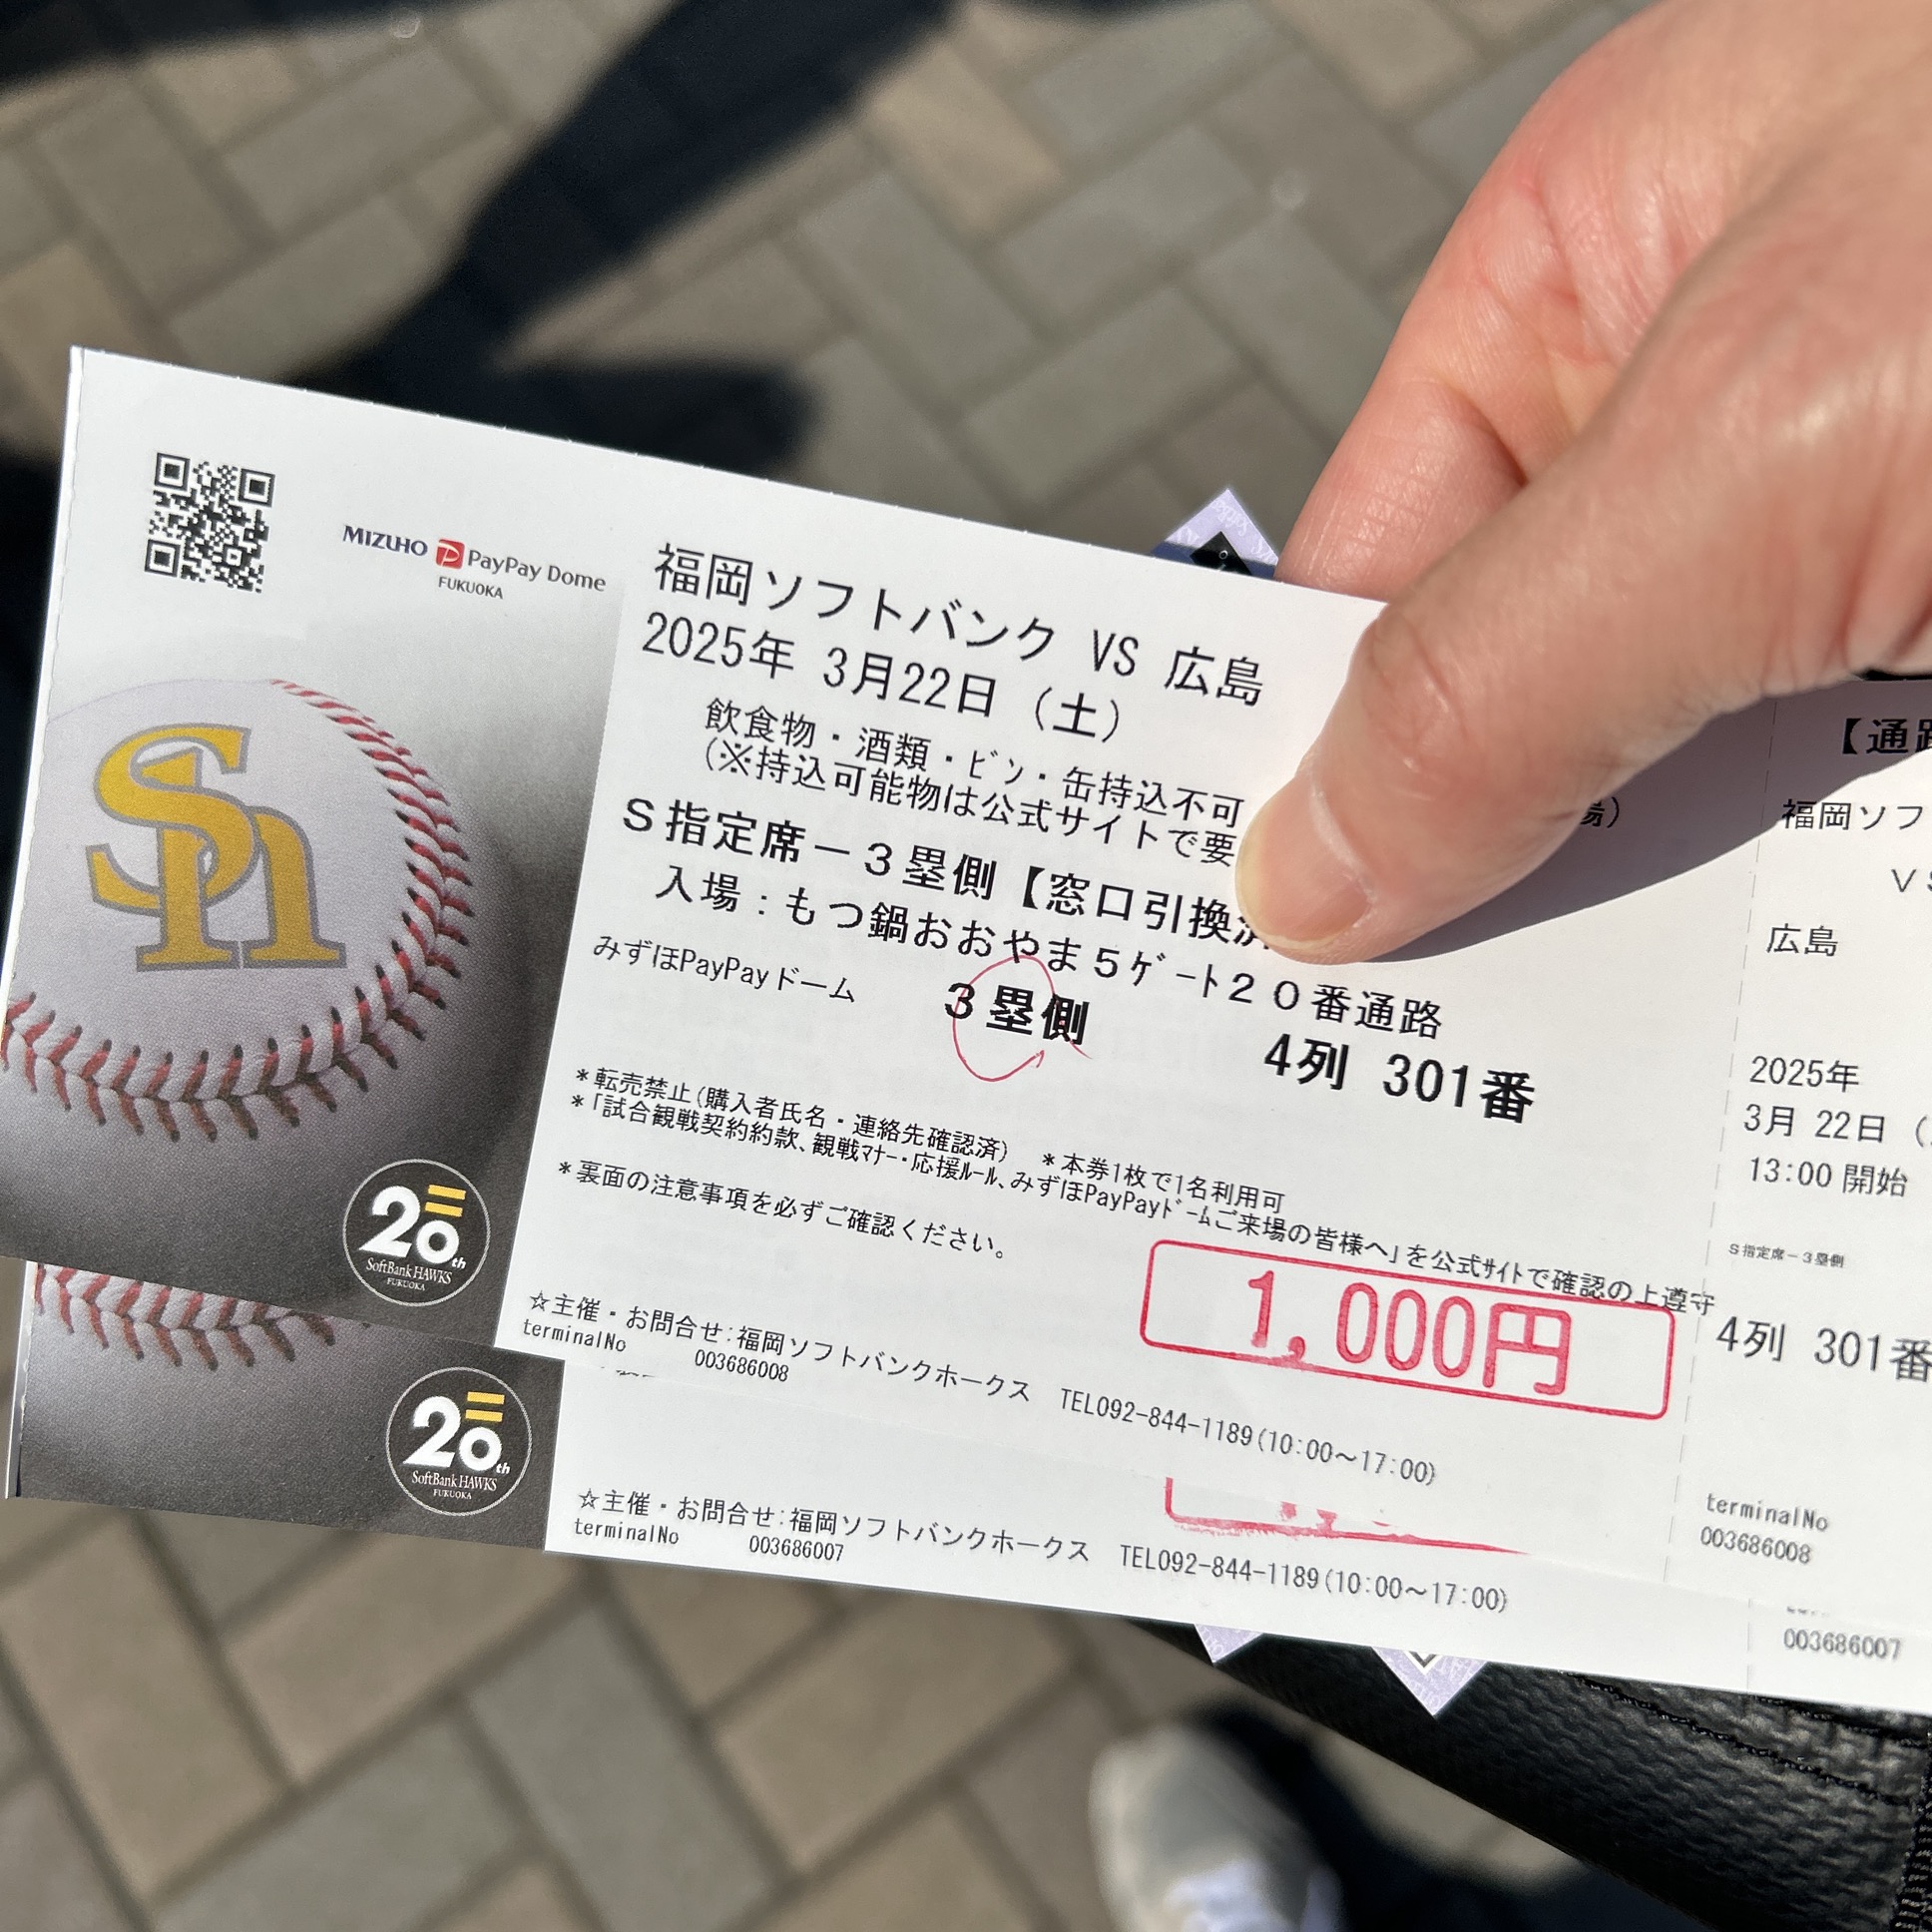 MIZUHO PayPay Dome
FUKUOKA
福岡ソフトバンク VS 広島
2025年 3月22日（土）
飲食物・酒類・ビン・缶持込不可
（※持込可能物は公式サイトで要
S指定席－3塁側【窓口引換
入場：もつ鍋おおやま5ゲート20番通路
みずほPayPayドーム
3塁側
4列 301番
＊転売禁止(購入者氏名・連絡先確認済)　＊本券1枚で1名利用可
＊「試合観戦契約約款、観戦マナー・応援ルール、みずほPayPayドームご来場の皆様へ」を公式サイトで確認の上遵守
＊裏面の注意事項を必ずご確認ください。
1,000円
☆主催・お問合せ:福岡ソフトバンクホークス　TEL092-844-1189(10:00～17:00)
terminalNo 003686008
Sh
20th
SoftBank HAWKS
FUKUOKA
場）
【通路
福岡ソフ
VS
広島
2025年
3月 22日（
13:00 開始
S指定席－3塁側
4列 301番
terminalNo
003686008
20th
SoftBank HAWKS
FUKUOKA
☆主催・お問合せ:福岡ソフトバンクホークス　TEL092-844-1189(10:00～17:00)
terminalNo 003686007
003686007